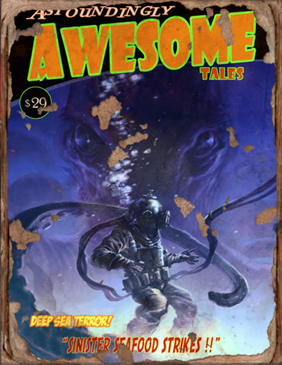 ASTOUNDINGLY
AWESOME
TALES
$29
DEEP SEA TERROR!
"SINISTER SEAFOOD STRIKES !!"